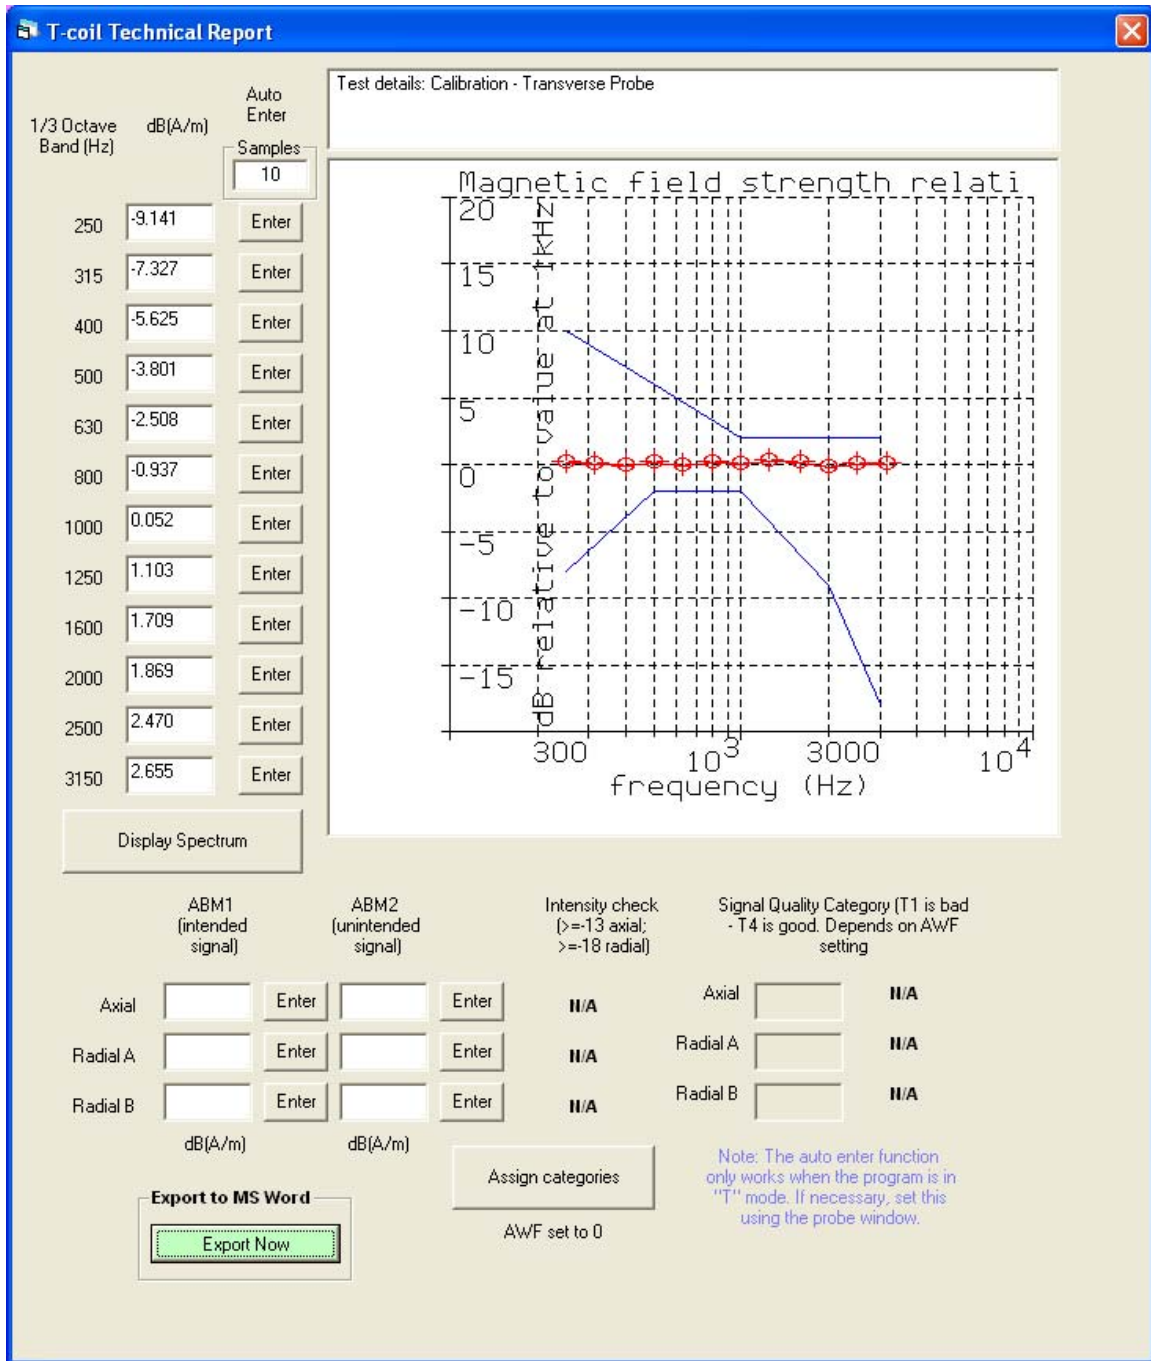 T-coil Technical Report
Test details: Calibration - Transverse Probe
1/3 Octave
Band (Hz)
dB(A/m)
Auto
Enter
Samples
10
250 -9.141 Enter
315 -7.327 Enter
400 -5.625 Enter
500 -3.801 Enter
630 -2.508 Enter
800 -0.937 Enter
1000 0.052 Enter
1250 1.103 Enter
1600 1.709 Enter
2000 1.869 Enter
2500 2.470 Enter
3150 2.655 Enter
Display Spectrum
Magnetic field strength relati
dB relative to value at 1kHz
20
15
10
5
0
-5
-10
-15
300 10^3 3000 10^4
frequency (Hz)
ABM1
(intended
signal)
ABM2
(unintended
signal)
Intensity check
(>=-13 axial;
>=-18 radial)
Signal Quality Category (T1 is bad
- T4 is good. Depends on AWF
setting
Axial Enter Enter N/A Axial N/A
Radial A Enter Enter N/A Radial A N/A
Radial B Enter Enter N/A Radial B N/A
dB(A/m) dB(A/m)
Assign categories
AWF set to 0
Note: The auto enter function
only works when the program is in
"T" mode. If necessary, set this
using the probe window.
Export to MS Word
Export Now